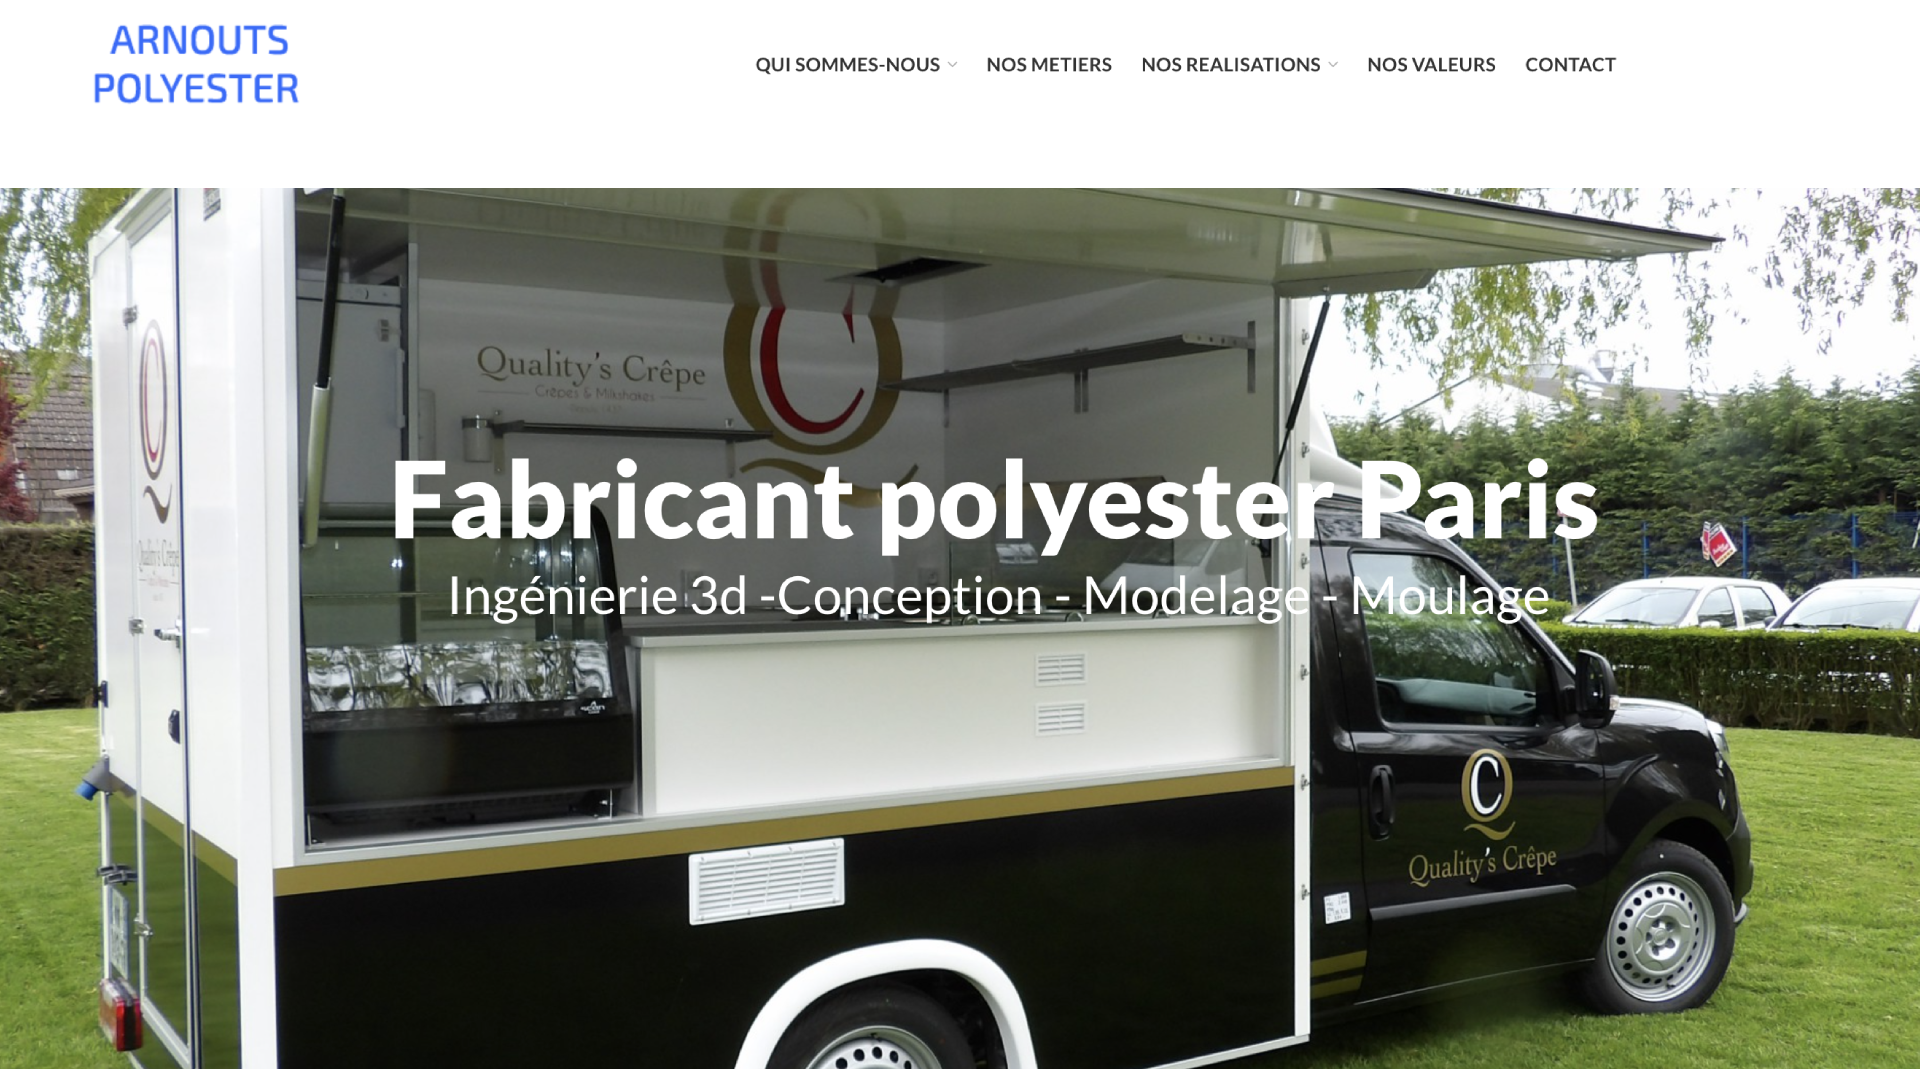 ARNOUTS
POLYESTER
QUI SOMMES-NOUS NOS METIERS NOS REALISATIONS NOS VALEURS CONTACT
Quality's Crêpe
Crêpes & Milkshakes
Fabricant polyester Paris
Ingénierie 3d -Conception - Modelage - Moulage
Quality's Crêpe
QC
Quality's Crêpe